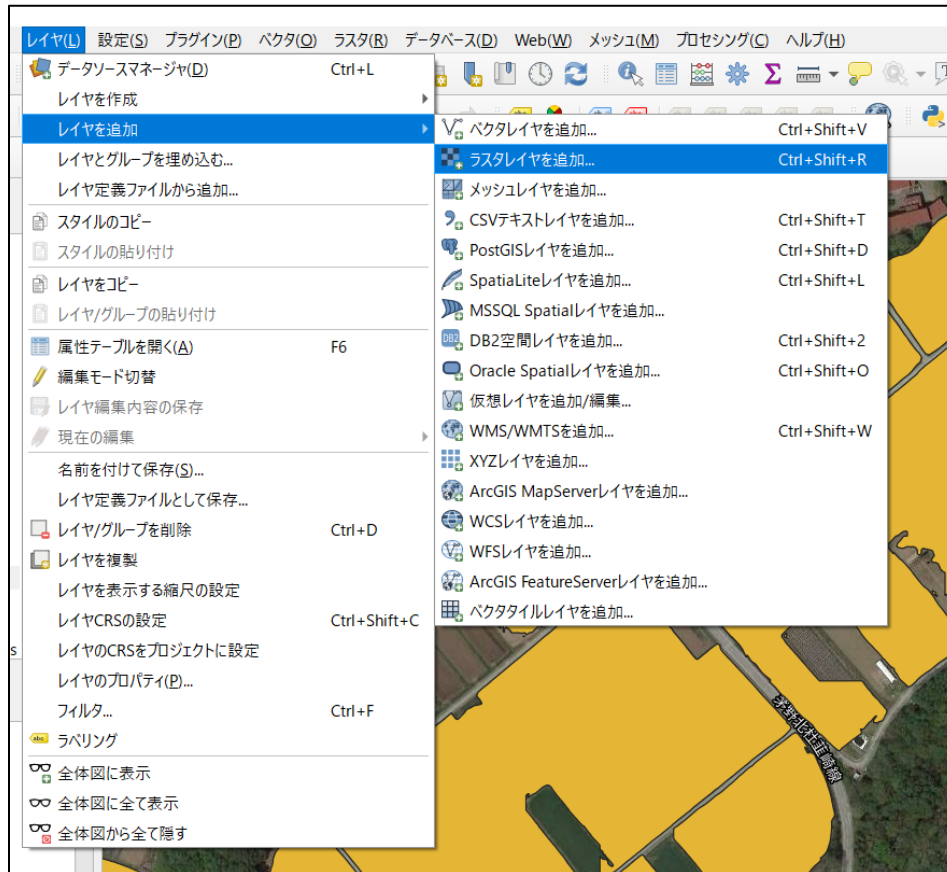 レイヤ(L) 設定(S) プラグイン(P) ベクタ(O) ラスタ(R) データベース(D) Web(W) メッシュ(M) プロセシング(C) ヘルプ(H)
データソースマネージャ(D) Ctrl+L
レイヤを作成
レイヤを追加
レイヤとグループを埋め込む...
レイヤ定義ファイルから追加...
スタイルのコピー
スタイルの貼り付け
レイヤをコピー
レイヤ/グループの貼り付け
属性テーブルを開く(A) F6
編集モード切替
レイヤ編集内容の保存
現在の編集
名前を付けて保存(S)...
レイヤ定義ファイルとして保存...
レイヤ/グループを削除 Ctrl+D
レイヤを複製
レイヤを表示する縮尺の設定
レイヤCRSの設定 Ctrl+Shift+C
レイヤのCRSをプロジェクトに設定
レイヤのプロパティ(P)...
フィルタ... Ctrl+F
abc ラベリング
全体図に表示
全体図に全て表示
全体図から全て隠す
ベクタレイヤを追加... Ctrl+Shift+V
ラスタレイヤを追加... Ctrl+Shift+R
メッシュレイヤを追加...
CSVテキストレイヤを追加... Ctrl+Shift+T
PostGISレイヤを追加... Ctrl+Shift+D
SpatiaLiteレイヤを追加... Ctrl+Shift+L
MSSQL Spatialレイヤを追加...
DB2 DB2空間レイヤを追加... Ctrl+Shift+2
Oracle Spatialレイヤを追加... Ctrl+Shift+O
仮想レイヤを追加/編集...
WMS/WMTSを追加... Ctrl+Shift+W
XYZレイヤを追加...
ArcGIS MapServerレイヤを追加...
WCSレイヤを追加...
WFSレイヤを追加...
ArcGIS FeatureServerレイヤを追加...
ベクタタイルレイヤを追加...
s
茅野北杜韮崎線